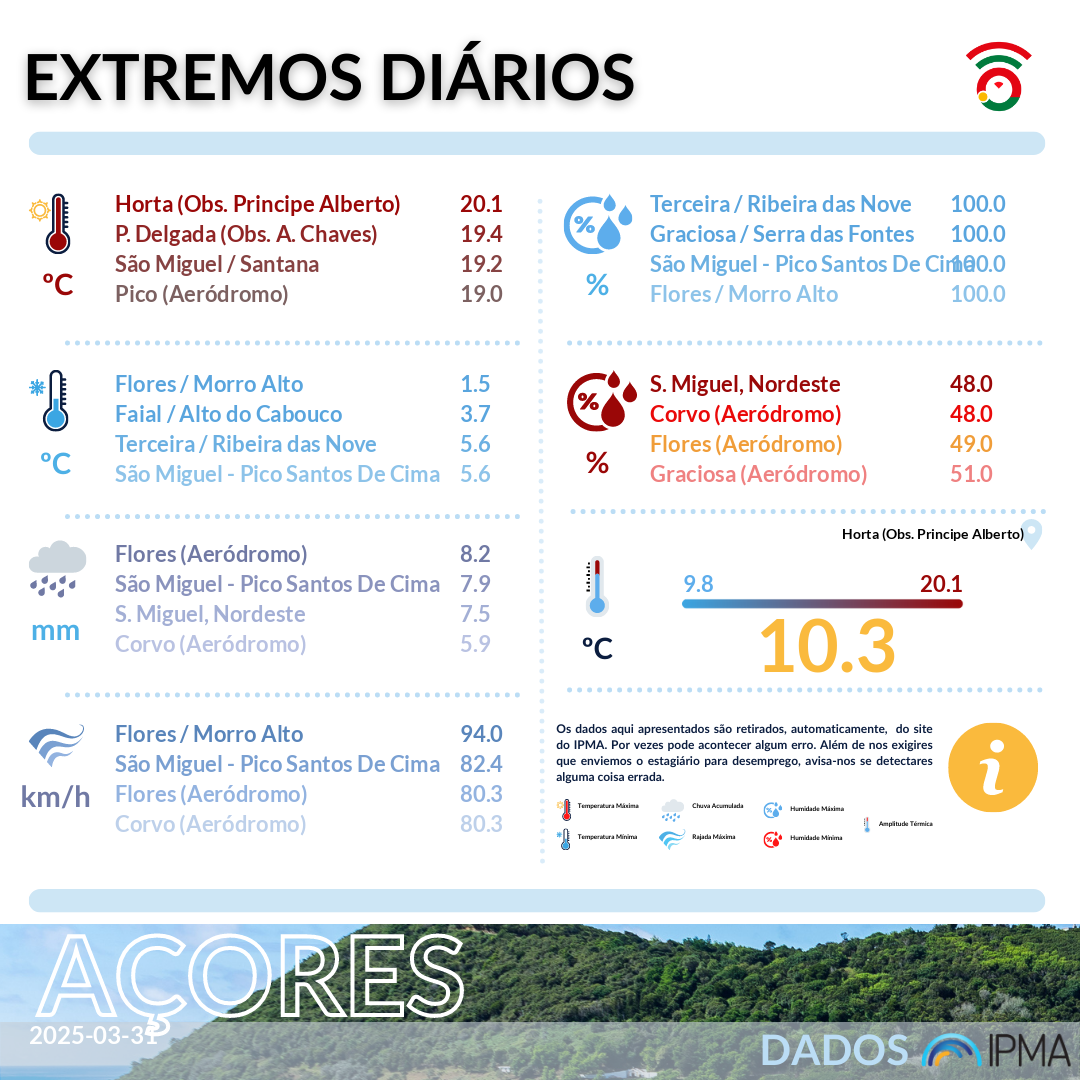 EXTREMOS DIÁRIOS
Horta (Obs. Principe Alberto) 20.1
P. Delgada (Obs. A. Chaves) 19.4
São Miguel / Santana 19.2
Pico (Aeródromo) 19.0
ºC
Flores / Morro Alto 1.5
Faial / Alto do Cabouco 3.7
Terceira / Ribeira das Nove 5.6
São Miguel - Pico Santos De Cima 5.6
ºC
Flores (Aeródromo) 8.2
São Miguel - Pico Santos De Cima 7.9
S. Miguel, Nordeste 7.5
Corvo (Aeródromo) 5.9
mm
Flores / Morro Alto 94.0
São Miguel - Pico Santos De Cima 82.4
Flores (Aeródromo) 80.3
Corvo (Aeródromo) 80.3
km/h
%
Terceira / Ribeira das Nove 100.0
Graciosa / Serra das Fontes 100.0
São Miguel - Pico Santos De Cima 100.0
Flores / Morro Alto 100.0
%
%
S. Miguel, Nordeste 48.0
Corvo (Aeródromo) 48.0
Flores (Aeródromo) 49.0
Graciosa (Aeródromo) 51.0
%
Horta (Obs. Principe Alberto)
9.8 20.1
10.3
ºC
Os dados aqui apresentados são retirados, automaticamente, do site
do IPMA. Por vezes pode acontecer algum erro. Além de nos exigires
que enviemos o estagiário para desemprego, avisa-nos se detectares
alguma coisa errada.
i
Temperatura Máxima Chuva Acumulada Humidade Máxima
Amplitude Térmica
Temperatura Mínima Rajada Máxima Humidade Mínima
AÇORES
2025-03-31
DADOS IPMA